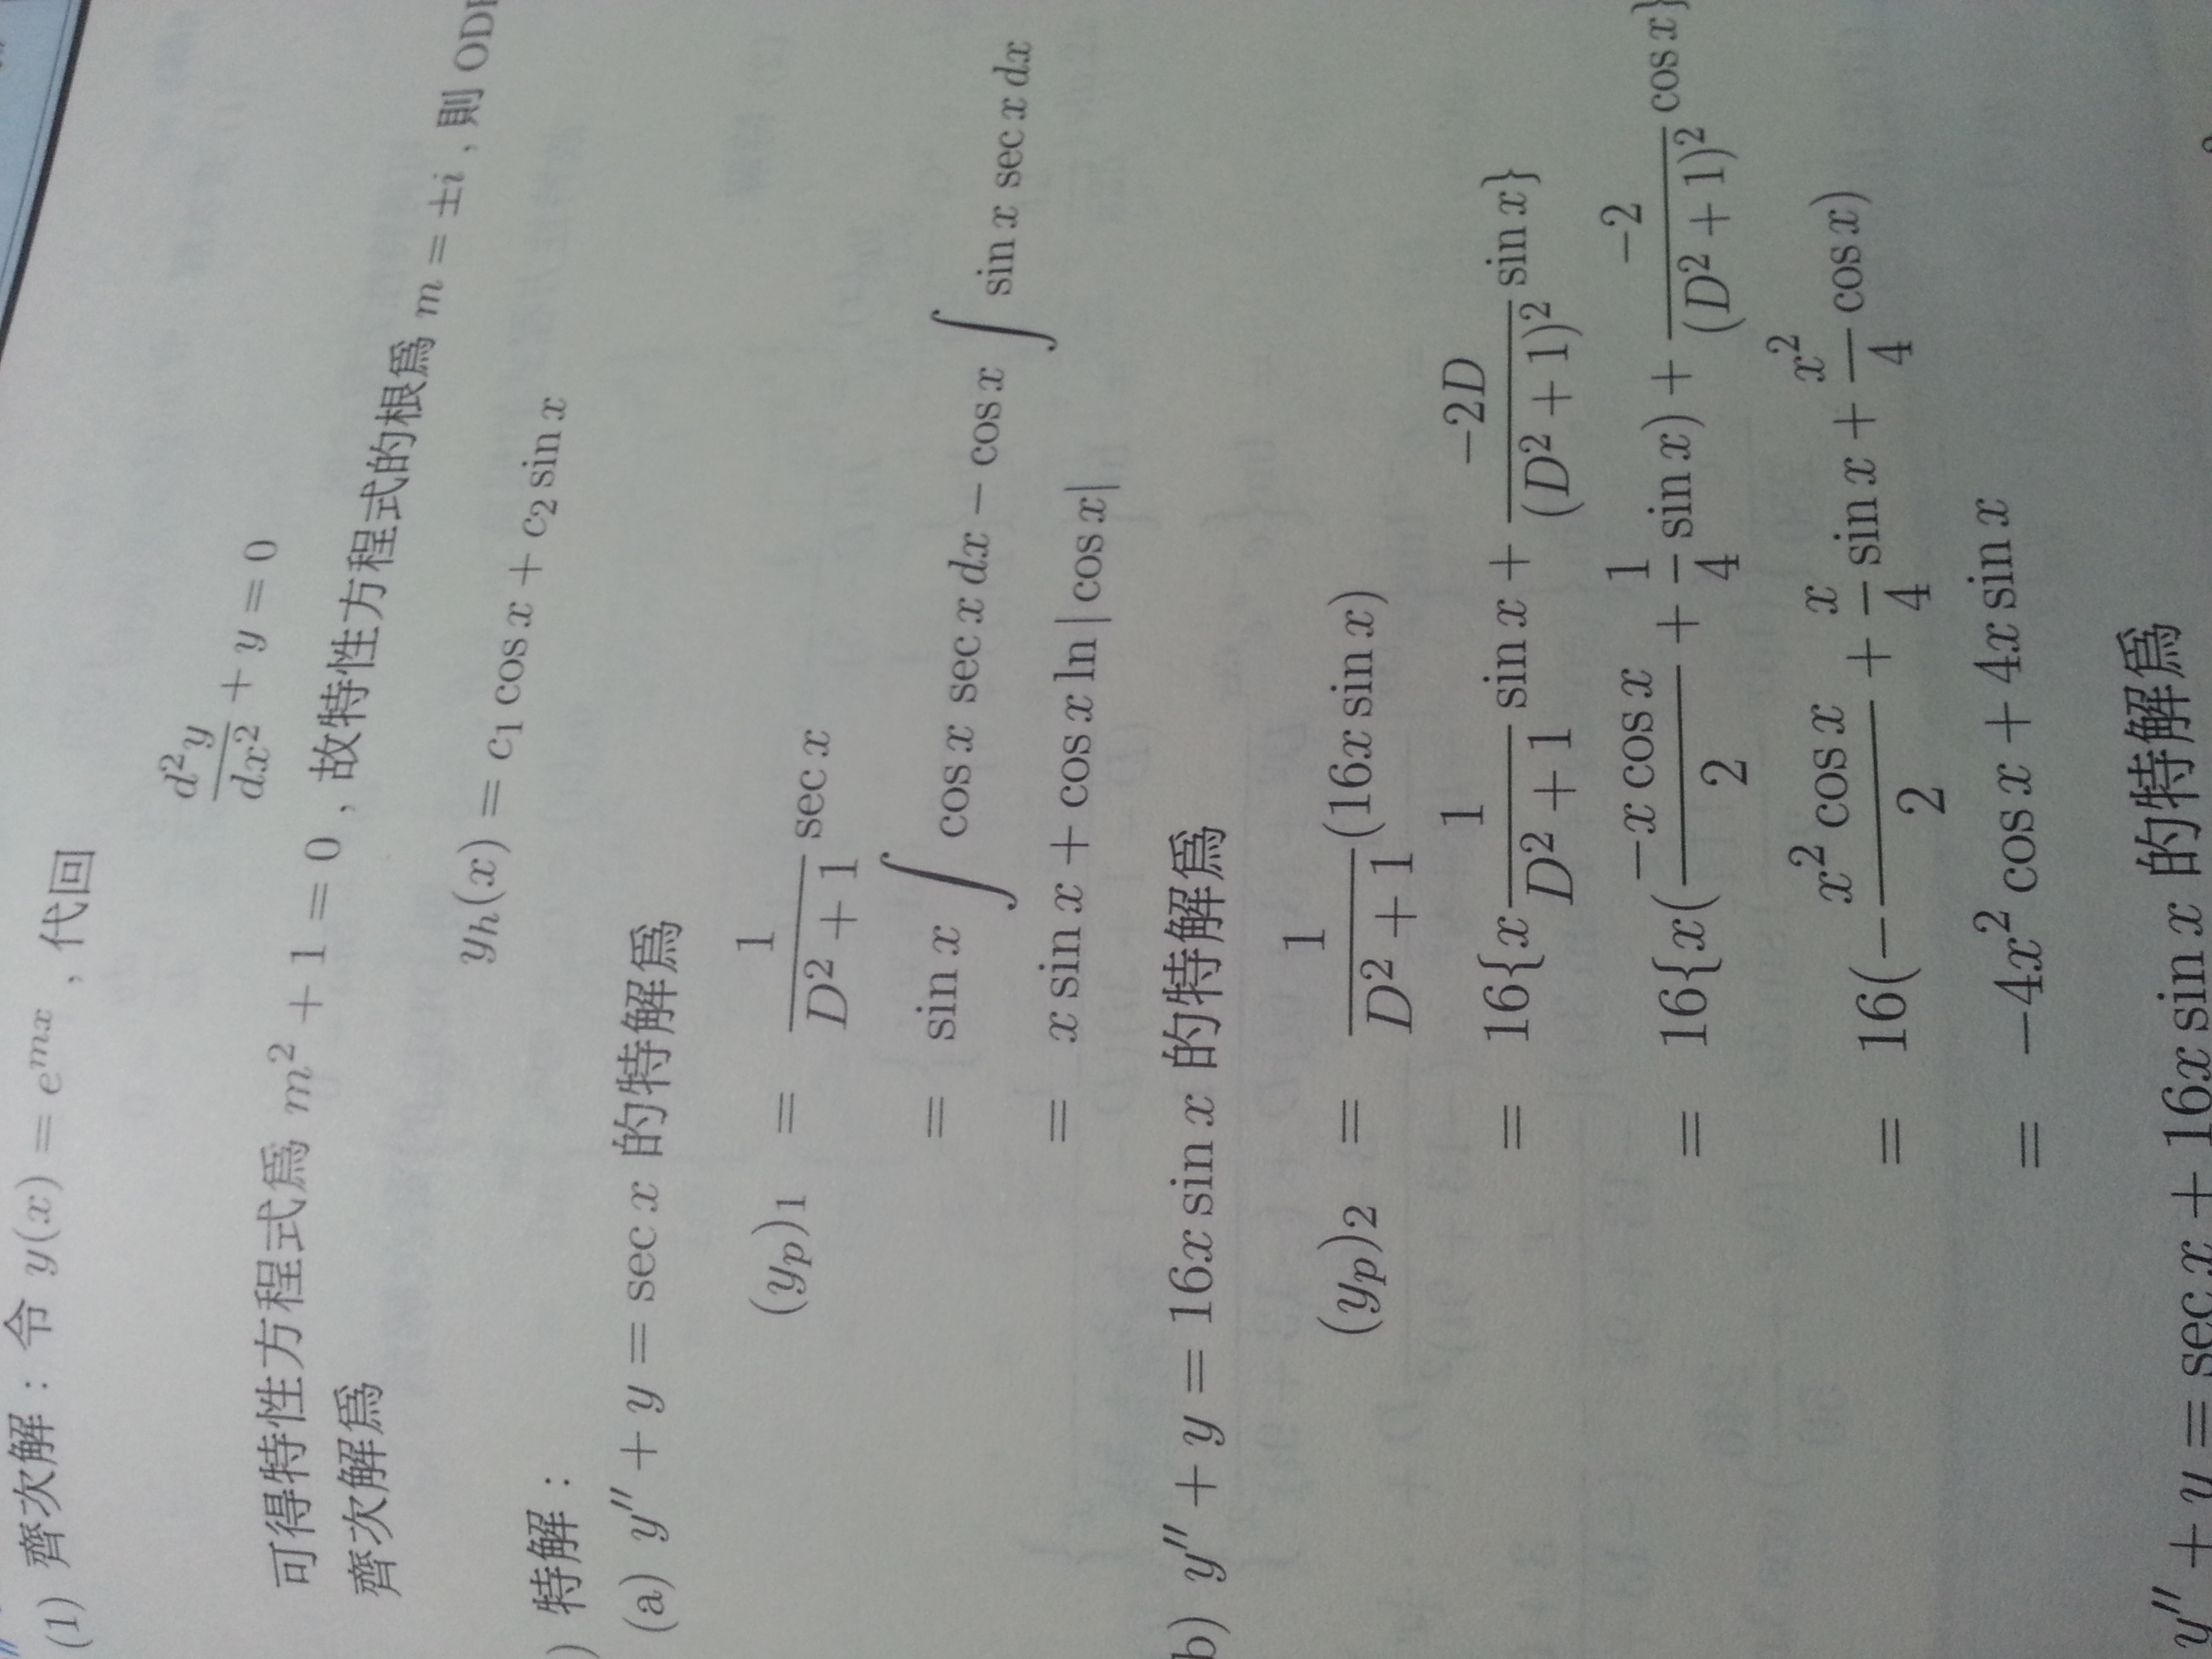 (1) 齊次解：令 y(x) = e^{mx}，代回
\frac{d^2y}{dx^2} + y = 0
可得特性方程式爲 m^2 + 1 = 0，故特性方程式的根爲 m = ±i，則
齊次解爲
y_h(x) = c_1 cos x + c_2 sin x
) 特解：
(a) y'' + y = sec x 的特解爲
(y_p)_1 = \frac{1}{D^2 + 1} sec x
= sin x ∫ cos x sec x dx − cos x ∫ sin x sec x dx
= x sin x + cos x ln | cos x|
b) y'' + y = 16x sin x 的特解爲
(y_p)_2 = \frac{1}{D^2 + 1}(16x sin x)
= 16{x\frac{1}{D^2 + 1} sin x + \frac{−2D}{(D^2 + 1)^2} sin x}
= 16{x(\frac{−x cos x}{2} + \frac{1}{4} sin x) + \frac{−2}{(D^2 + 1)^2} cos x}
= 16(−\frac{x^2 cos x}{2} + \frac{x}{4} sin x + \frac{x^2}{4} cos x)
= −4x^2 cos x + 4x sin x
y'' + y = sec x + 16x sin x 的特解爲